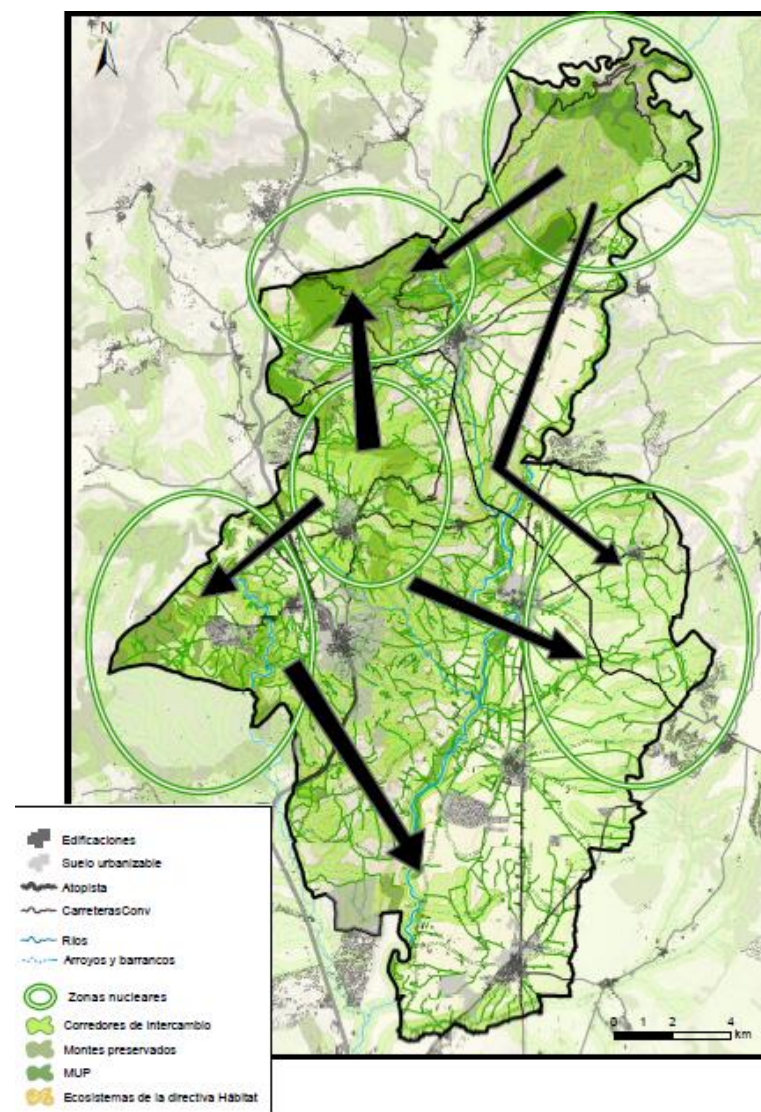 N
0 1 2 4
km
Edificaciones
Suelo urbanizable
Atopista
CarreterasConv
Ríos
Arroyos y barrancos
Zonas nucleares
Corredores de intercambio
Montes preservados
MUP
Ecosistemas de la directiva Hábitat